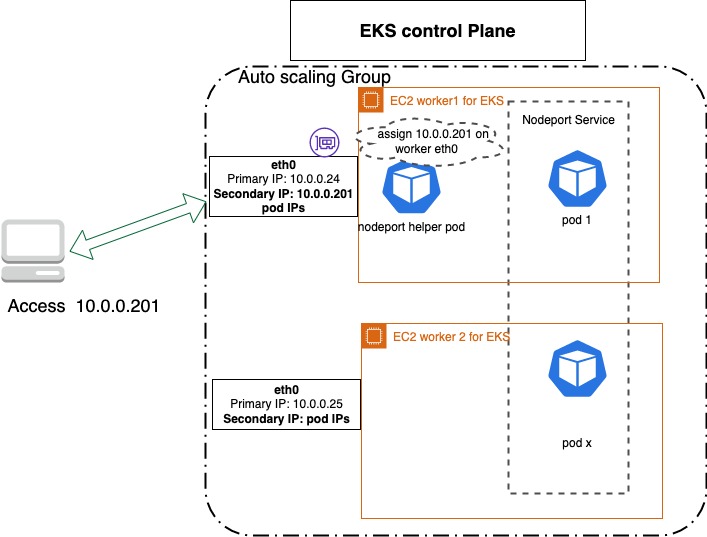 EKS control Plane
Auto scaling Group
EC2 worker1 for EKS
assign 10.0.0.201 on
worker eth0
Nodeport Service
eth0
Primary IP: 10.0.0.24
Secondary IP: 10.0.0.201
pod IPs
nodeport helper pod
pod 1
Access  10.0.0.201
EC2 worker 2 for EKS
eth0
Primary IP: 10.0.0.25
Secondary IP: pod IPs
pod x